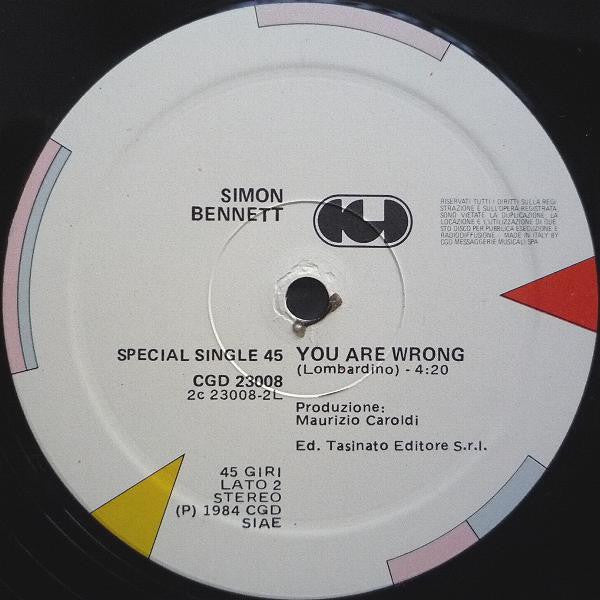 SIMON
BENNETT
RISERVATI TUTTI I DIRITTI SULLA REGI
STRAZIONE E SULL'OPERA REGISTRATA.
SONO VIETATE LA DUPLICAZIONE, LA
LOCAZIONE E L'UTILIZZAZIONE DI QUE
STO DISCO PER PUBBLICA ESECUZIONE E
RADIODIFFUSIONE. - MADE IN ITALY BY
CGD MESSAGGERIE MUSICALI SPA
SPECIAL SINGLE 45
CGD 23008
2c 23008-2L
YOU ARE WRONG
(Lombardino) - 4:20
Produzione:
Maurizio Caroldi
Ed. Tasinato Editore S.r.l.
45 GIRI
LATO 2
STEREO
(P) 1984 CGD
SIAE